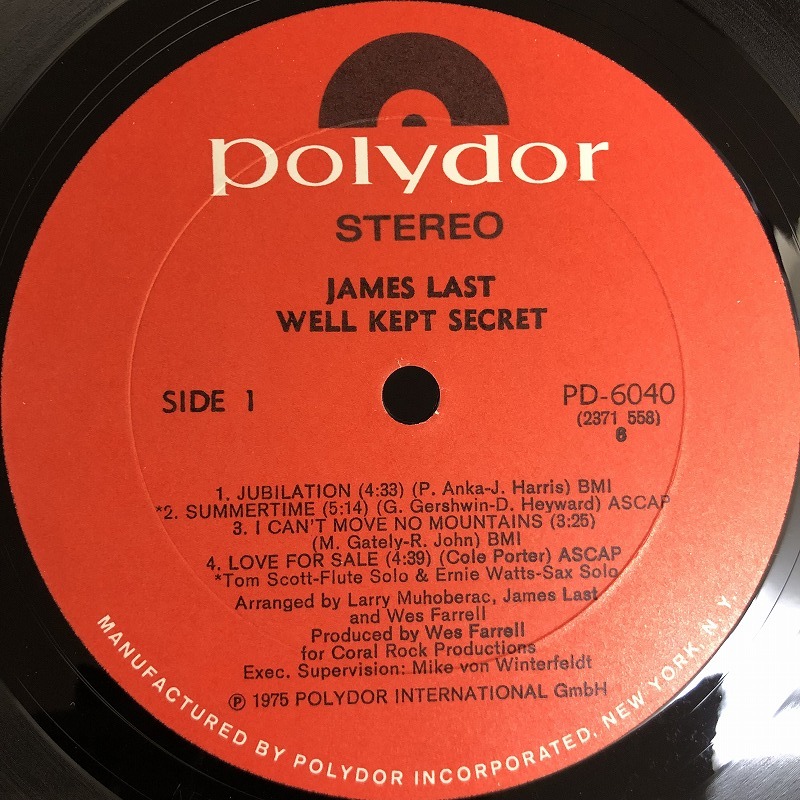 polydor
STEREO
JAMES LAST
WELL KEPT SECRET
SIDE 1
PD-6040
(2371 558)
6
1. JUBILATION (4:33) (P. Anka-J. Harris) BMI
*2. SUMMERTIME (5:14) (G. Gershwin-D. Heyward) ASCAP
3. I CAN'T MOVE NO MOUNTAINS (3:25)
(M. Gately-R. John) BMI
4. LOVE FOR SALE (4:39) (Cole Porter) ASCAP
*Tom Scott-Flute Solo & Ernie Watts-Sax Solo
Arranged by Larry Muhoberac, James Last
and Wes Farrell
Produced by Wes Farrell
for Coral Rock Productions
Exec. Supervision: Mike von Winterfeldt
℗ 1975 POLYDOR INTERNATIONAL GmbH
MANUFACTURED BY POLYDOR INCORPORATED, NEW YORK, N.Y.